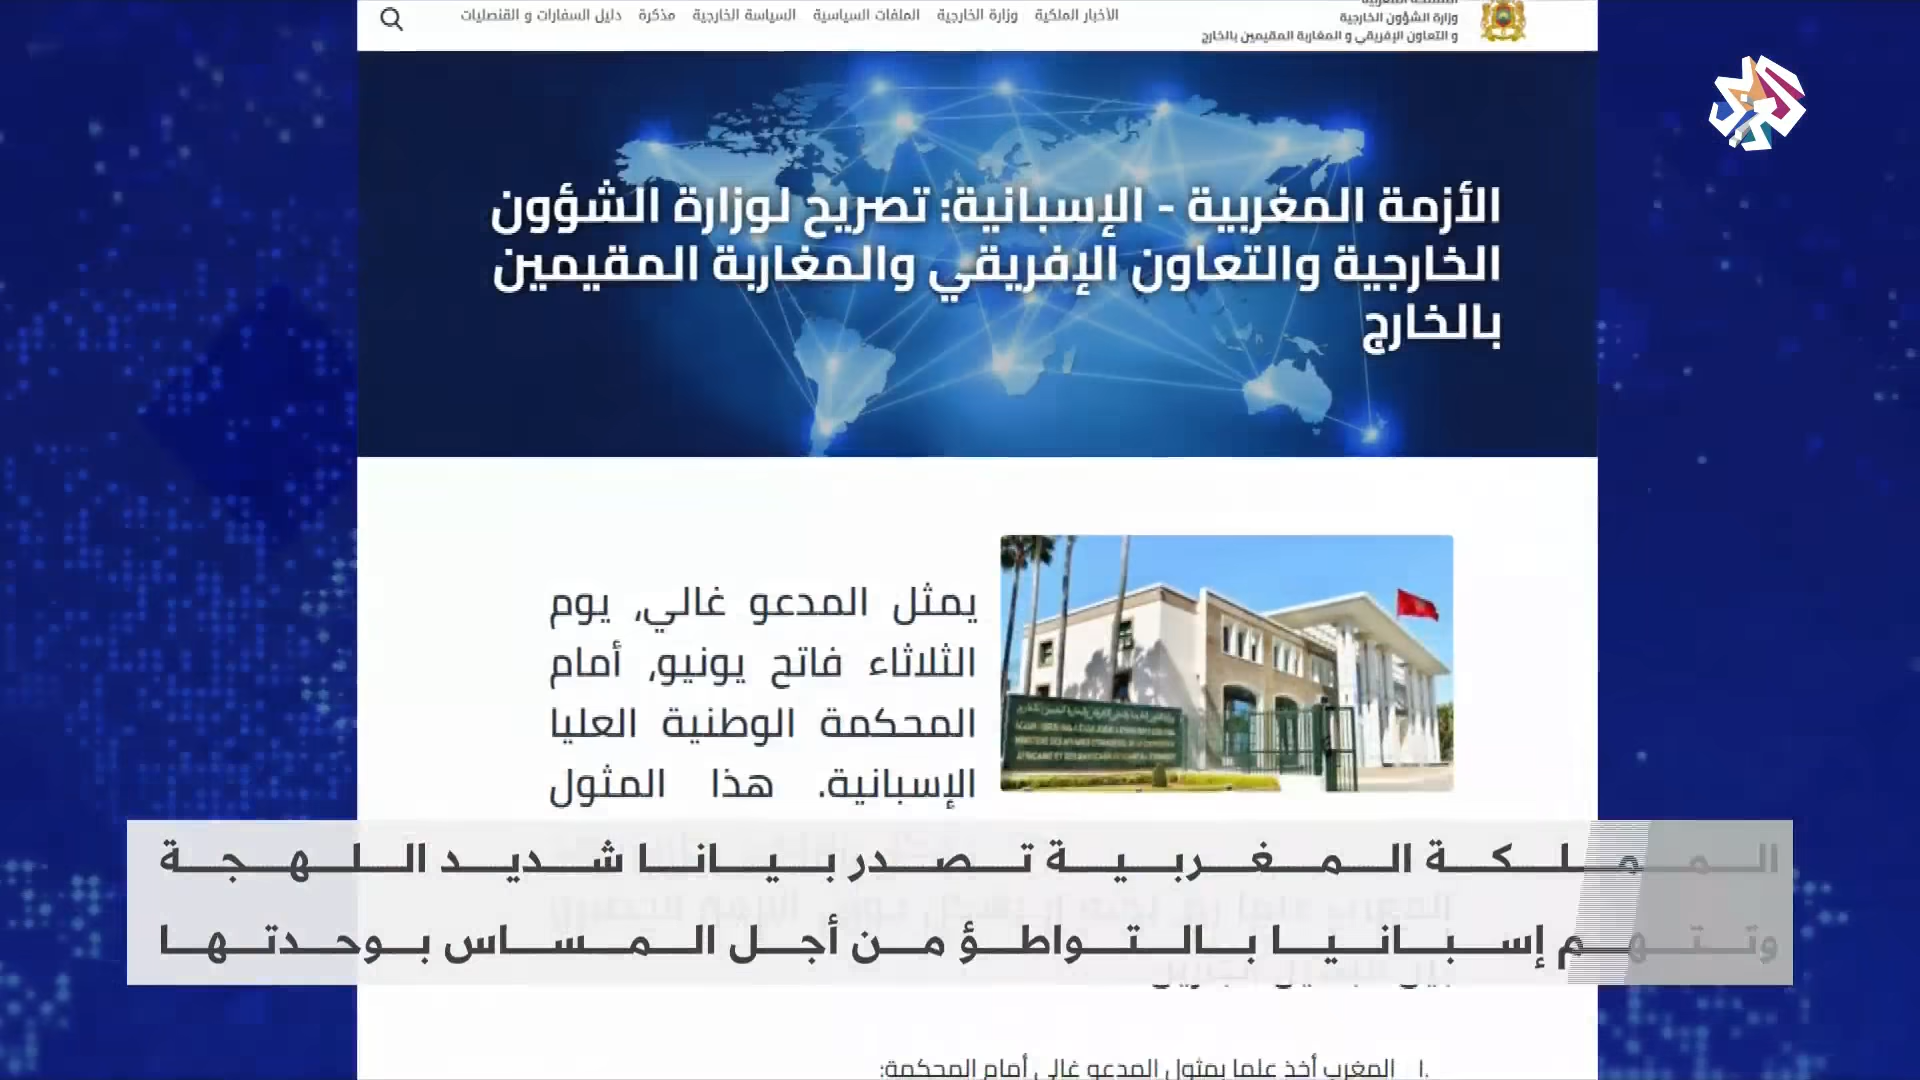 وزارة الشؤون الخارجية
و التعاون الإفريقي و المغاربة المقيمين بالخارج
الأخبار الملكية وزارة الخارجية الملفات السياسية السياسة الخارجية مذكرة دليل السفارات و القنصليات
الأزمة المغربية - الإسبانية: تصريح لوزارة الشؤون
الخارجية والتعاون الإفريقي والمغاربة المقيمين
بالخارج
يمثل المدعو غالي، يوم
الثلاثاء فاتح يونيو، أمام
المحكمة الوطنية العليا
الإسبانية. هذا المثول
المملكة المغربية تصدر بيانا شديد اللهجة
وتتهم إسبانيا بالتواطؤ من أجل المساس بوحدتها
I. المغرب أخذ علما بمثول المدعو غالي أمام المحكمة: